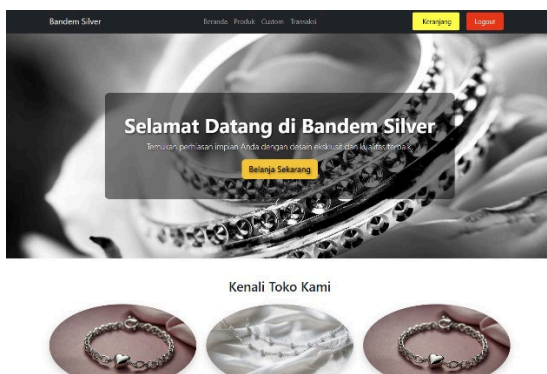 Bandem Silver
Beranda Produk Custom Transaksi
Keranjang
Logout
Selamat Datang di Bandem Silver
Temukan perhiasan impian Anda dengan desain eksklusif dan kualitas terbaik.
Belanja Sekarang
Kenali Toko Kami